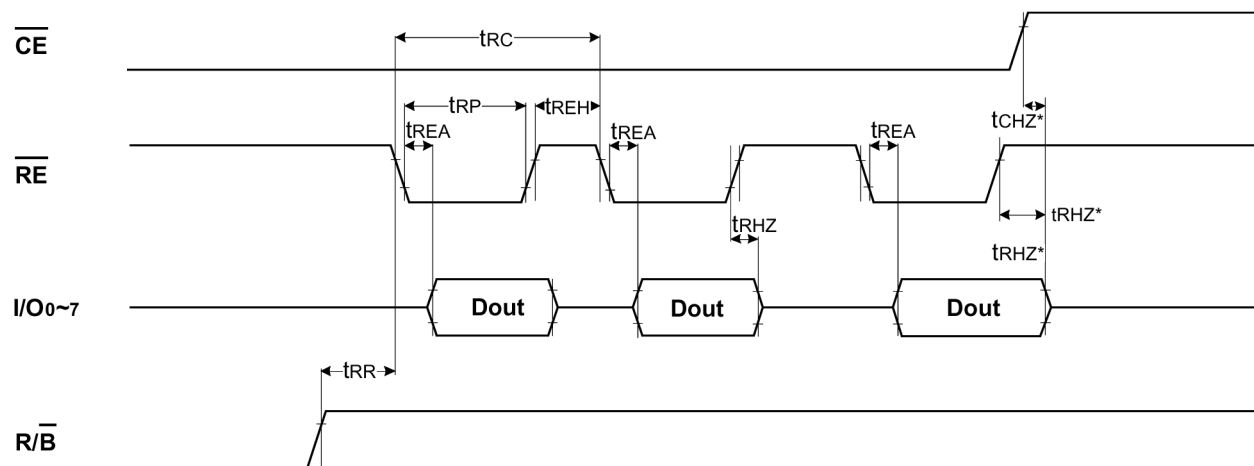 CE
tRC
tRP
tREH
tCHZ*
tREA
tREA
tREA
RE
tRHZ
tRHZ*
tRHZ*
I/O0~7
Dout
Dout
Dout
tRR
R/B